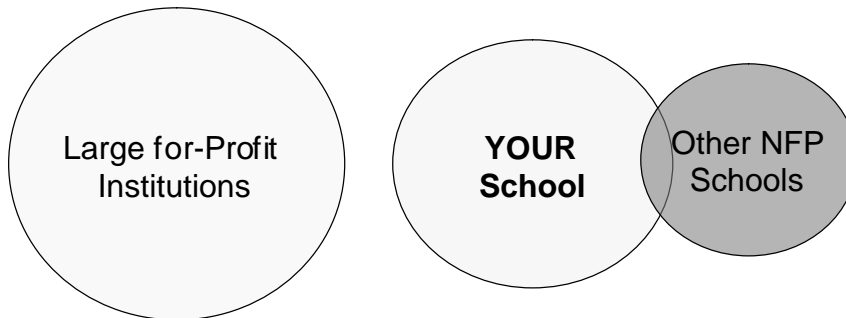 Large for-Profit
Institutions
YOUR
School
Other NFP
Schools